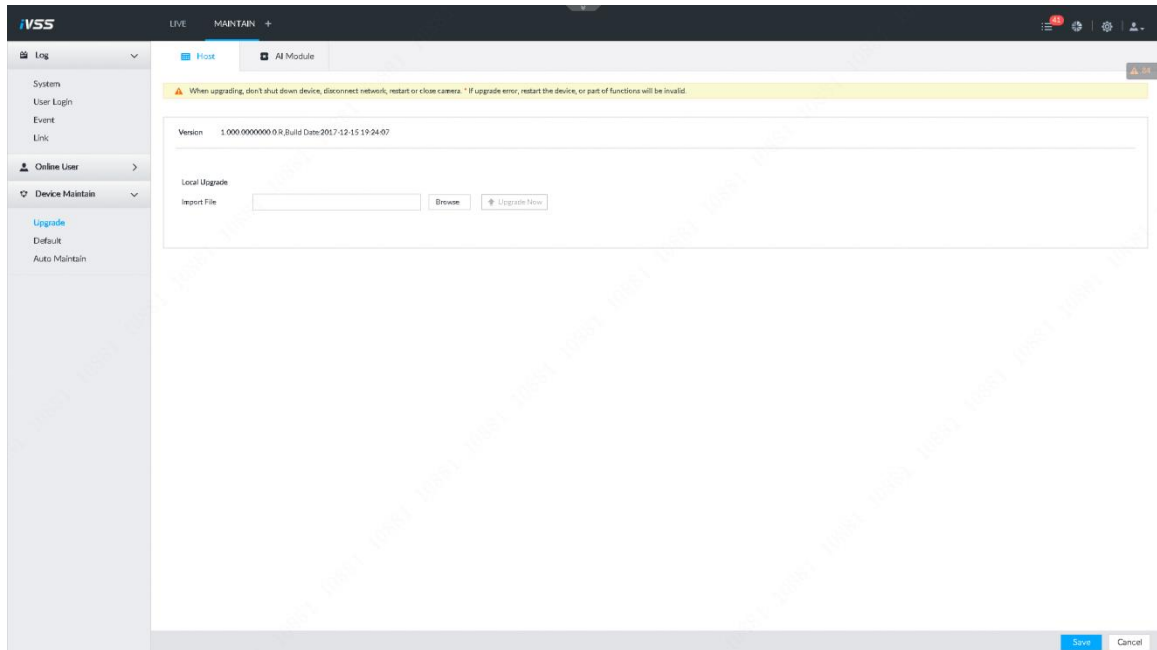 iVSS
LIVE
MAINTAIN +
41
Log
System
User Login
Event
Link
Online User
Device Maintain
Upgrade
Default
Auto Maintain
Host
AI Module
When upgrading, don't shut down device, disconnect network, restart or close camera. * If upgrade error, restart the device, or part of functions will be invalid.
Version 1.000.0000000.0.R,Build Date:2017-12-15 19:24:07
Local Upgrade
Import File
Browse
Upgrade Now
Save
Cancel